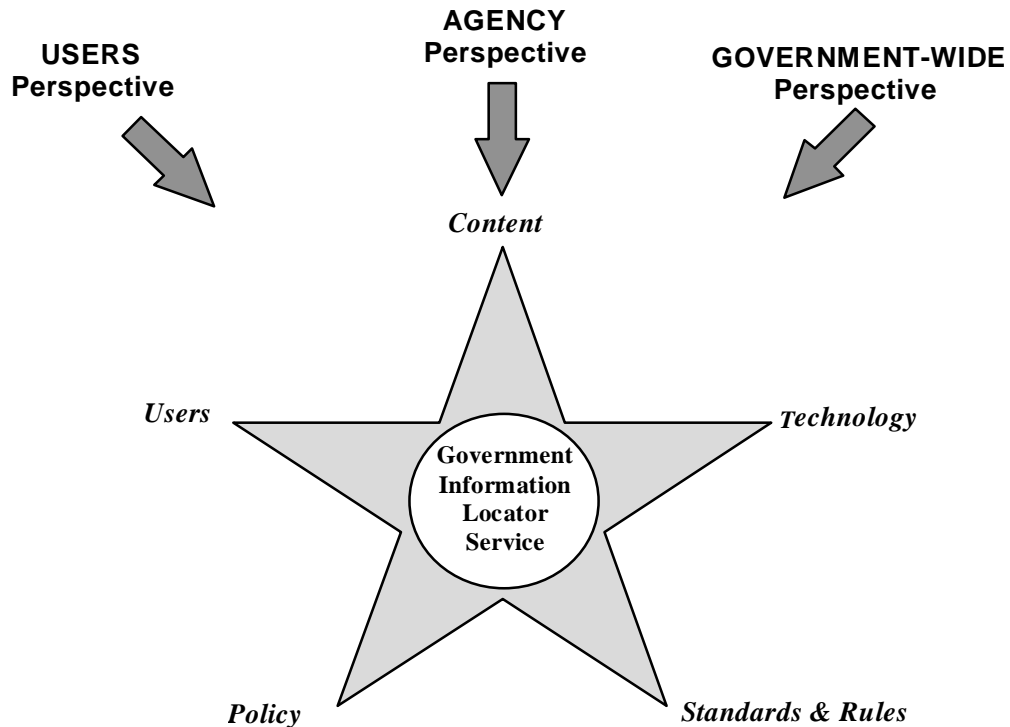 USERS
Perspective
AGENCY
Perspective
GOVERNMENT-WIDE
Perspective
Content
Users
Technology
Government
Information
Locator
Service
Policy
Standards & Rules